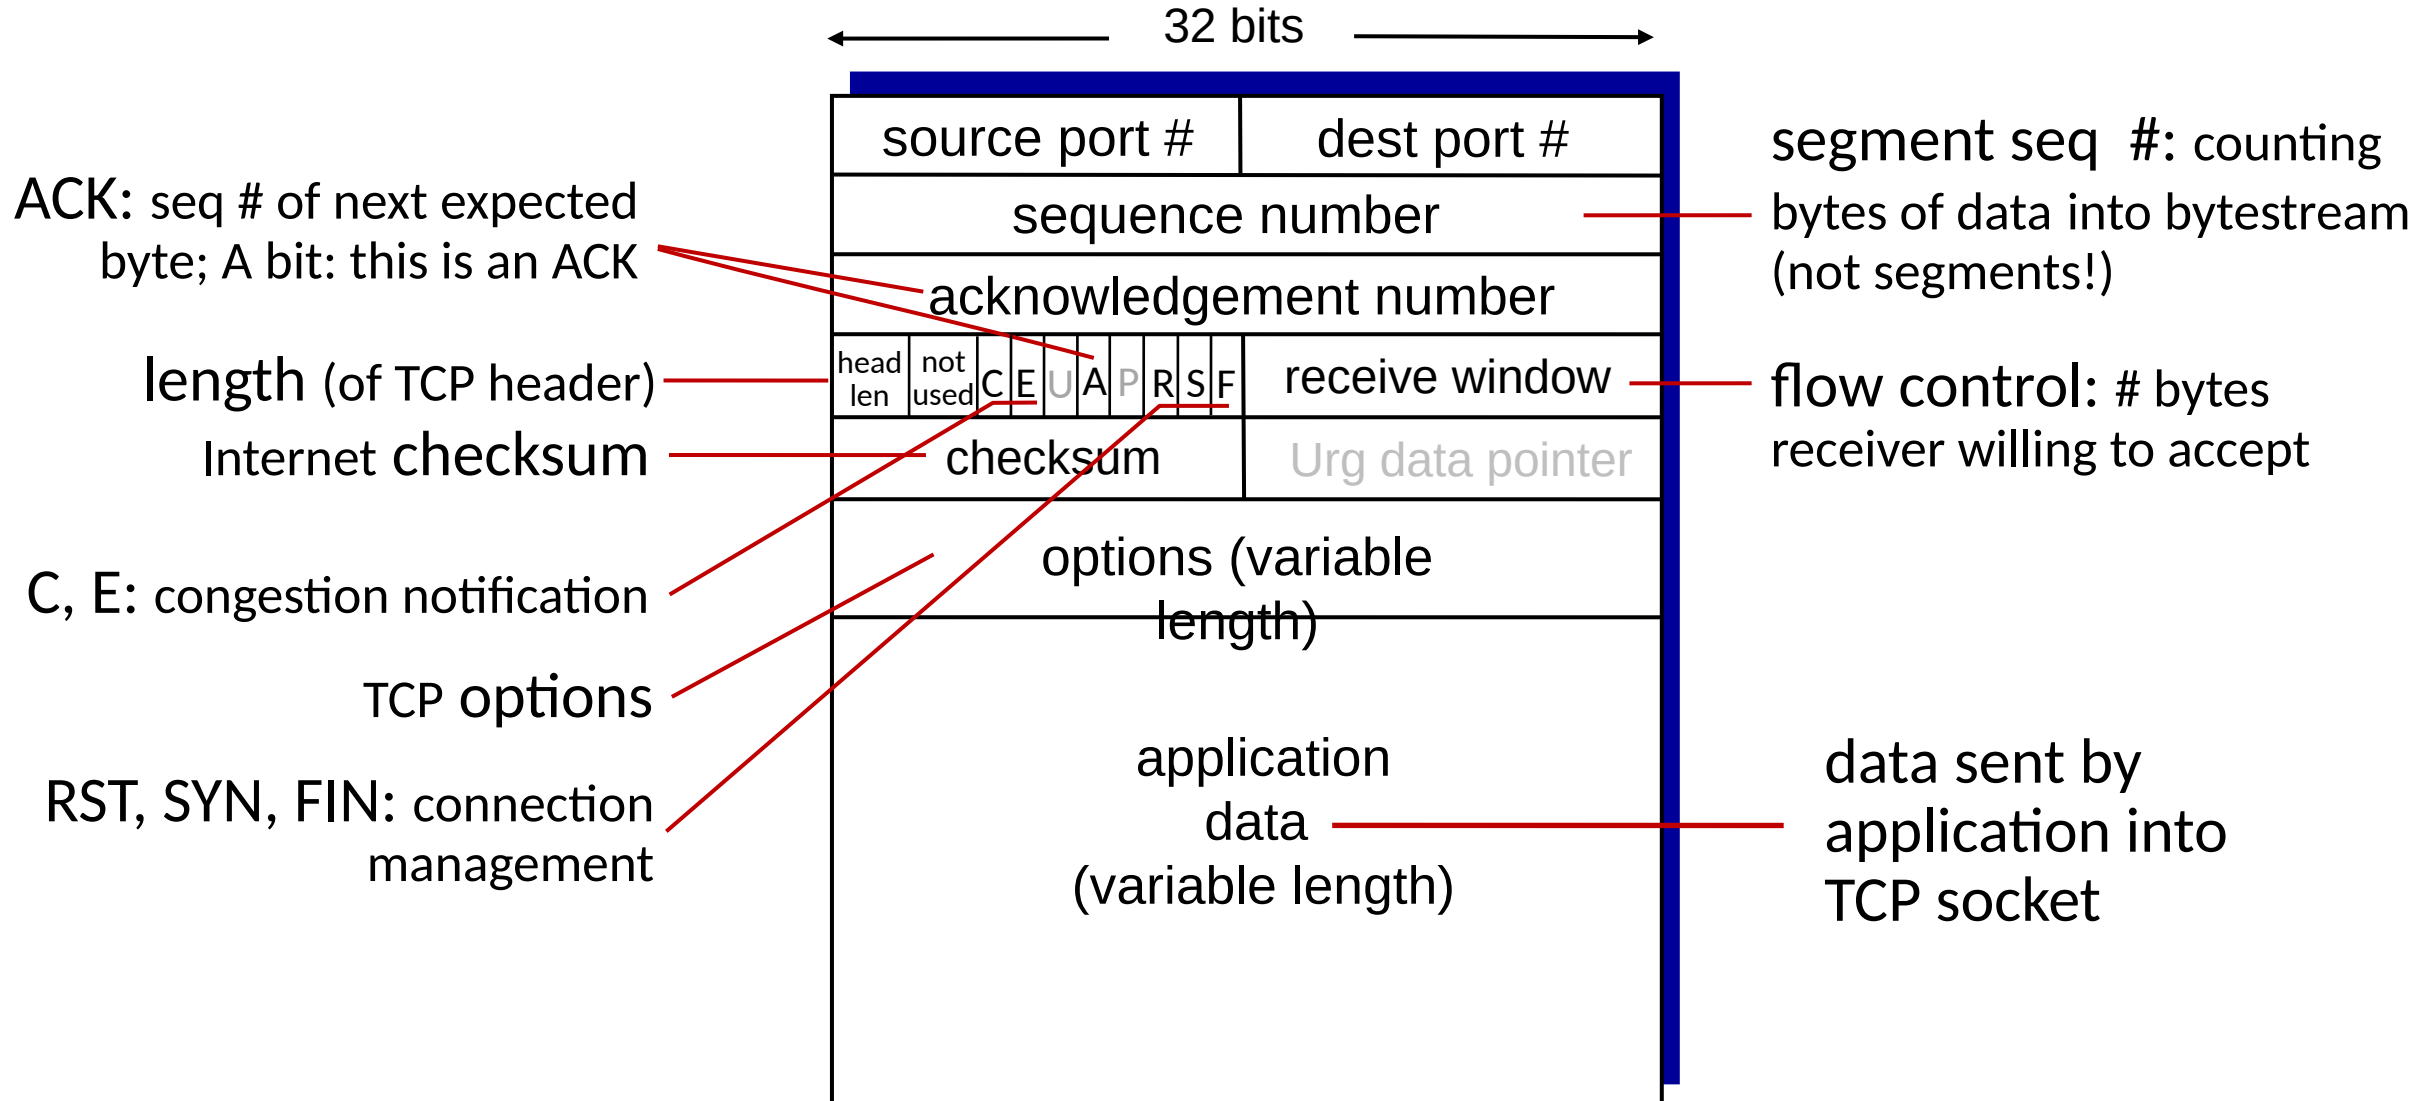 32 bits
source port #
dest port #
sequence number
acknowledgement number
head
len
not
used
C
E
U
A
P
R
S
F
receive window
checksum
Urg data pointer
options (variable
length)
application
data
(variable length)
ACK: seq # of next expected
byte; A bit: this is an ACK
length (of TCP header)
Internet checksum
C, E: congestion notification
TCP options
RST, SYN, FIN: connection
management
segment seq  #: counting
bytes of data into bytestream
(not segments!)
flow control: # bytes
receiver willing to accept
data sent by
application into
TCP socket